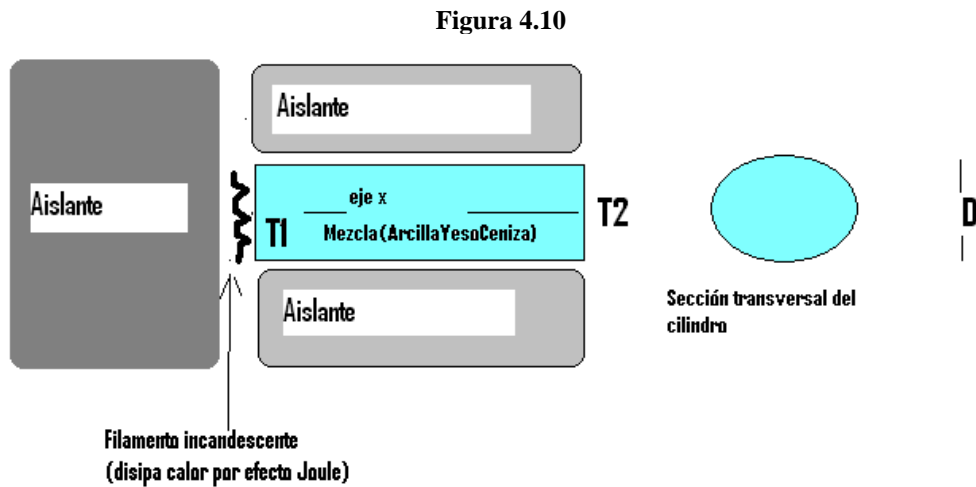 Figura 4.10
Aislante
Aislante
eje x
T1
Mezcla(ArcillaYesoCeniza)
T2
D
Aislante
Sección transversal del
cilindro
Filamento incandescente
(disipa calor por efecto Joule)